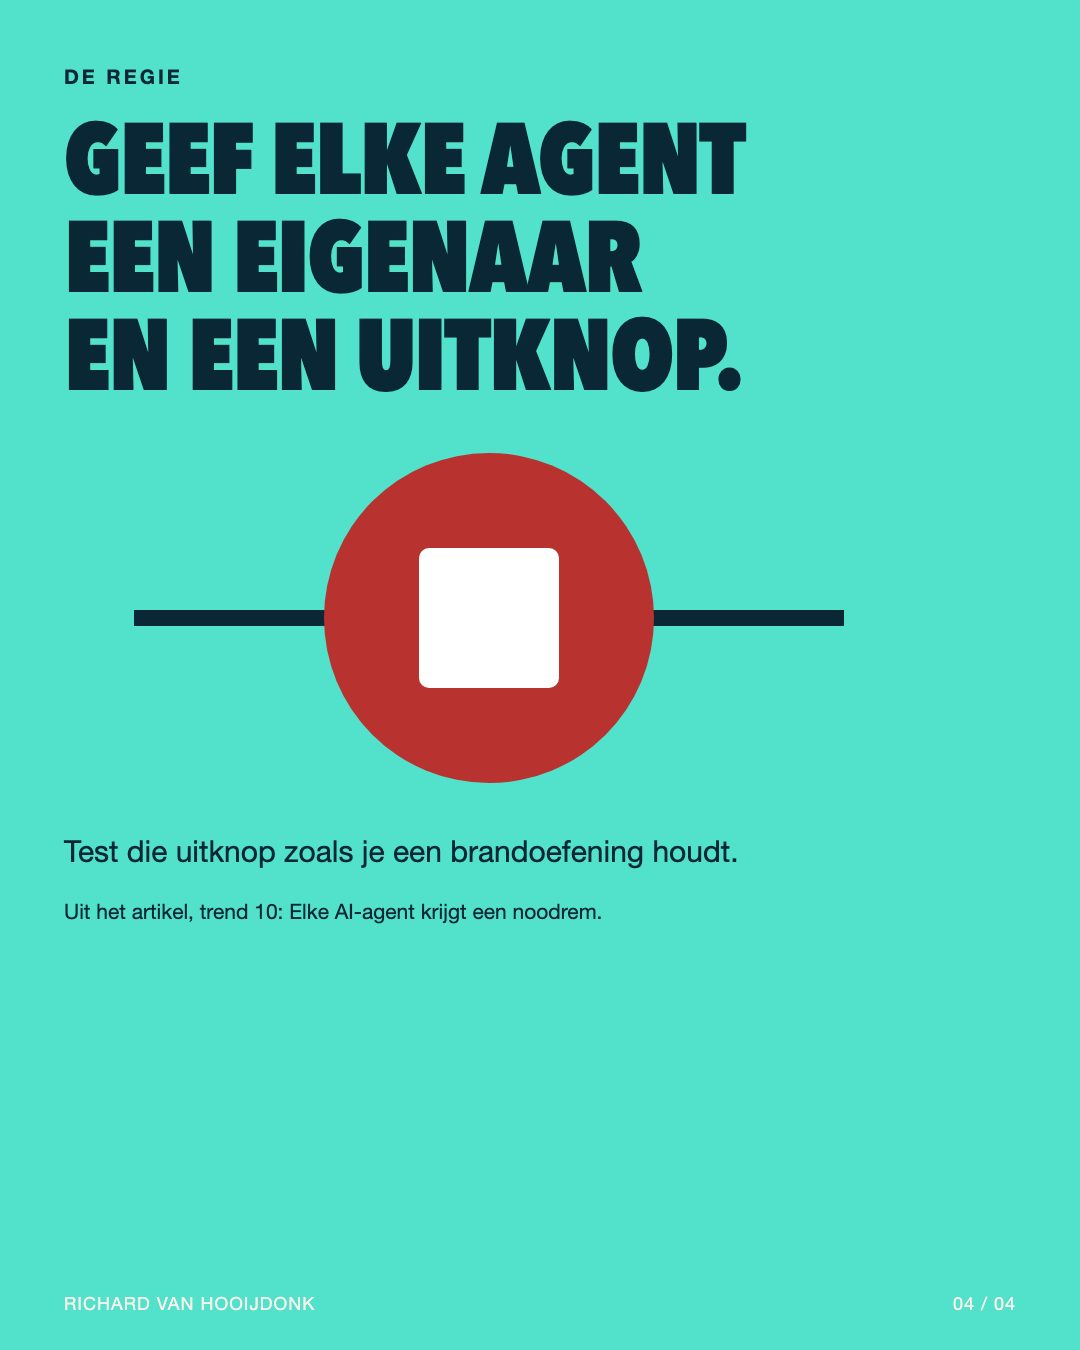 DE REGIE
GEEF ELKE AGENT
EEN EIGENAAR
EN EEN UITKNOP.
Test die uitknop zoals je een brandoefening houdt.
Uit het artikel, trend 10: Elke AI-agent krijgt een noodrem.
RICHARD VAN HOOIJDONK
04 / 04